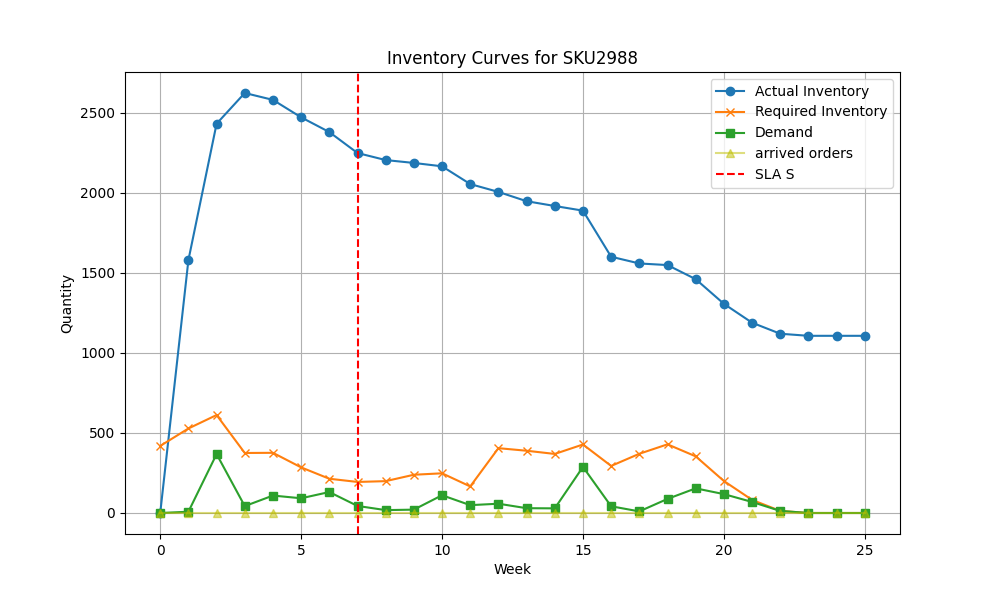 Inventory Curves for SKU2988
Actual Inventory
Required Inventory
Demand
arrived orders
SLA S
Quantity
2500
2000
1500
1000
500
0
0 5 10 15 20 25
Week